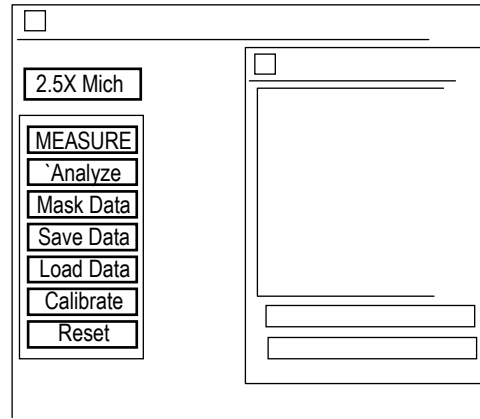 2.5X Mich
MEASURE
`Analyze
Mask Data
Save Data
Load Data
Calibrate
Reset